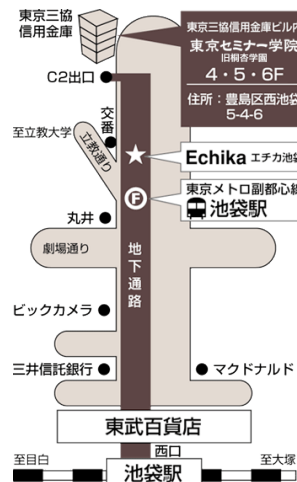 東京三協
信用金庫
東京三協信用金庫ビル内
東京セミナー学院
旧桐杏学園
4・5・6F
住所：豊島区西池袋
5-4-6
C2出口
交番
至立教大学
立教通り
Echika エチカ池袋
F
東京メトロ副都心線
池袋駅
丸井
劇場通り
地下通路
ビックカメラ
三井信託銀行
マクドナルド
東武百貨店
西口
至目白
池袋駅
至大塚